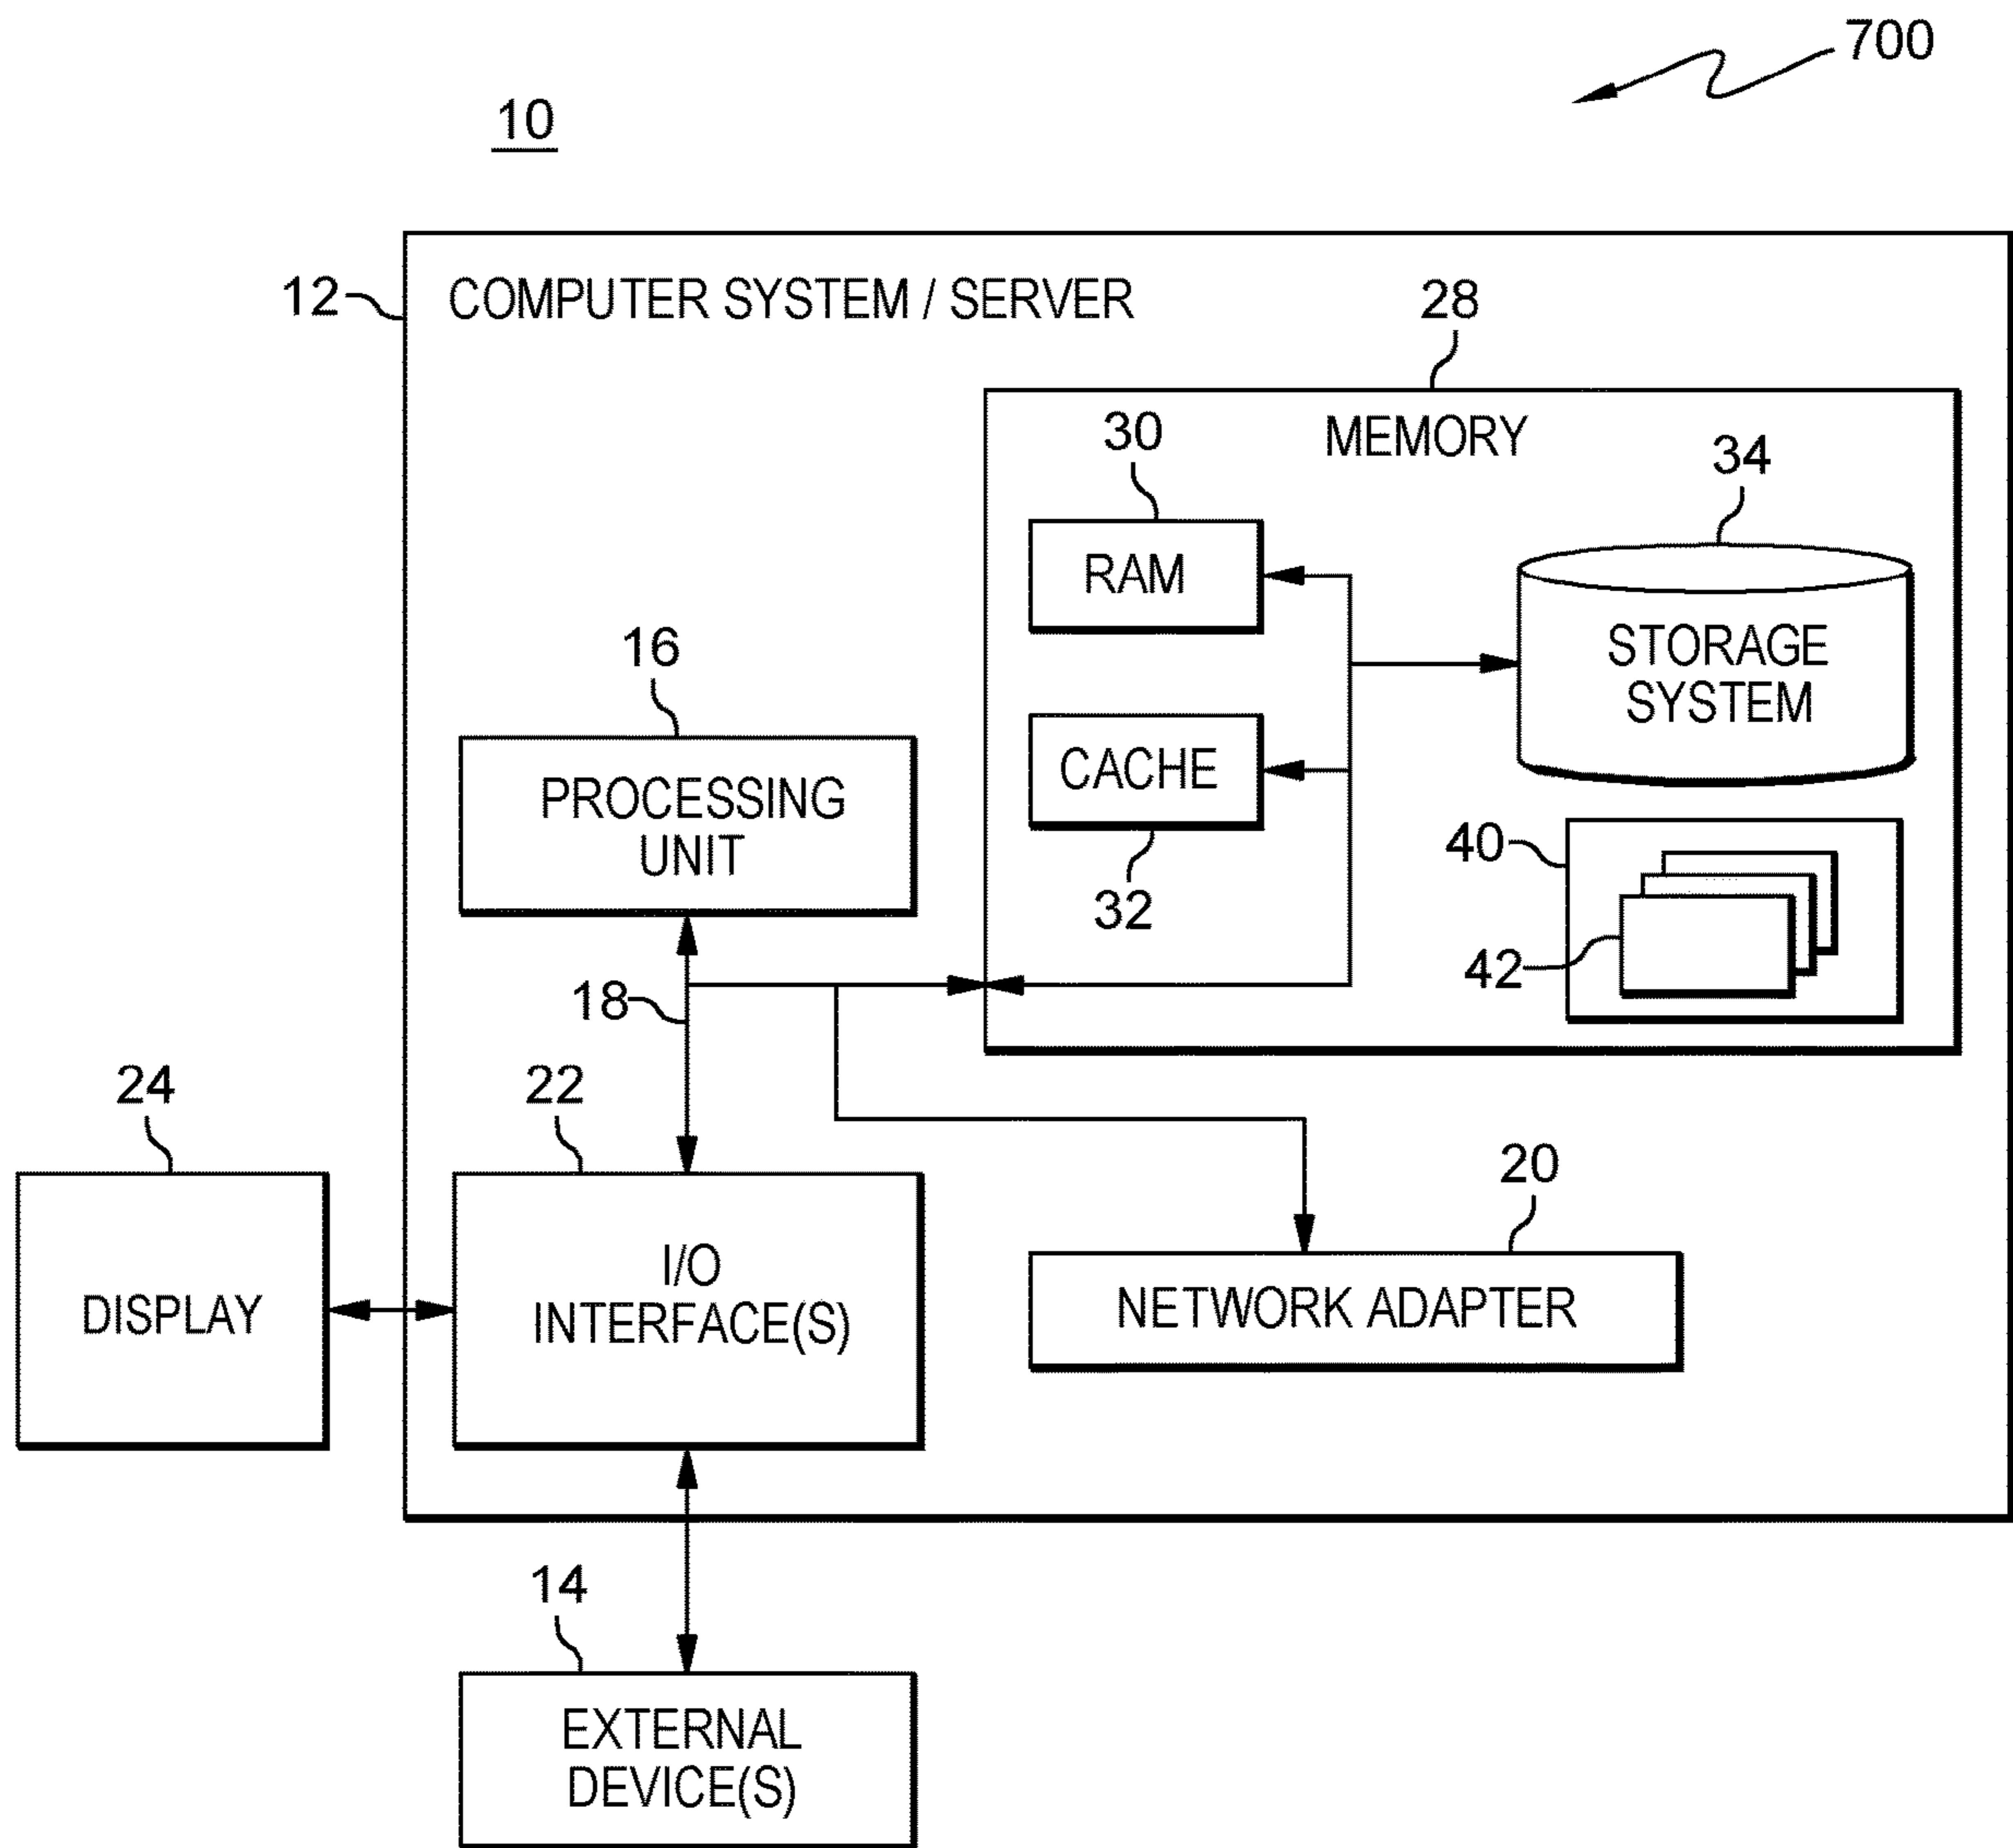 700
10
12
COMPUTER SYSTEM / SERVER
28
MEMORY
30
34
RAM
STORAGE
SYSTEM
16
CACHE
PROCESSING
UNIT
40
32
42
18
24
22
20
I/O
INTERFACE(S)
DISPLAY
NETWORK ADAPTER
14
EXTERNAL
DEVICE(S)